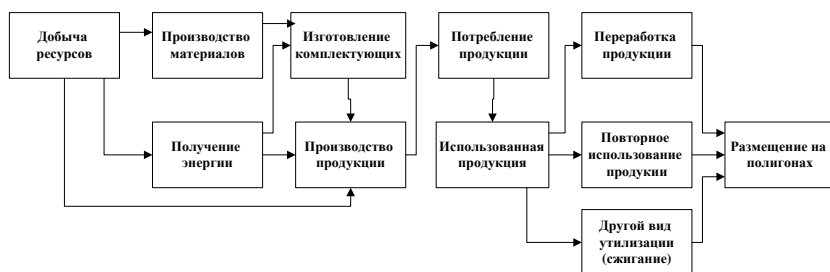 Добыча
ресурсов
Производство
материалов
Изготовление
комплектующих
Потребление
продукции
Переработка
продукции
Получение
энергии
Производство
продукции
Использованная
продукция
Повторное
использование
продукии
Размещение на
полигонах
Другой вид
утилизации
(сжигание)